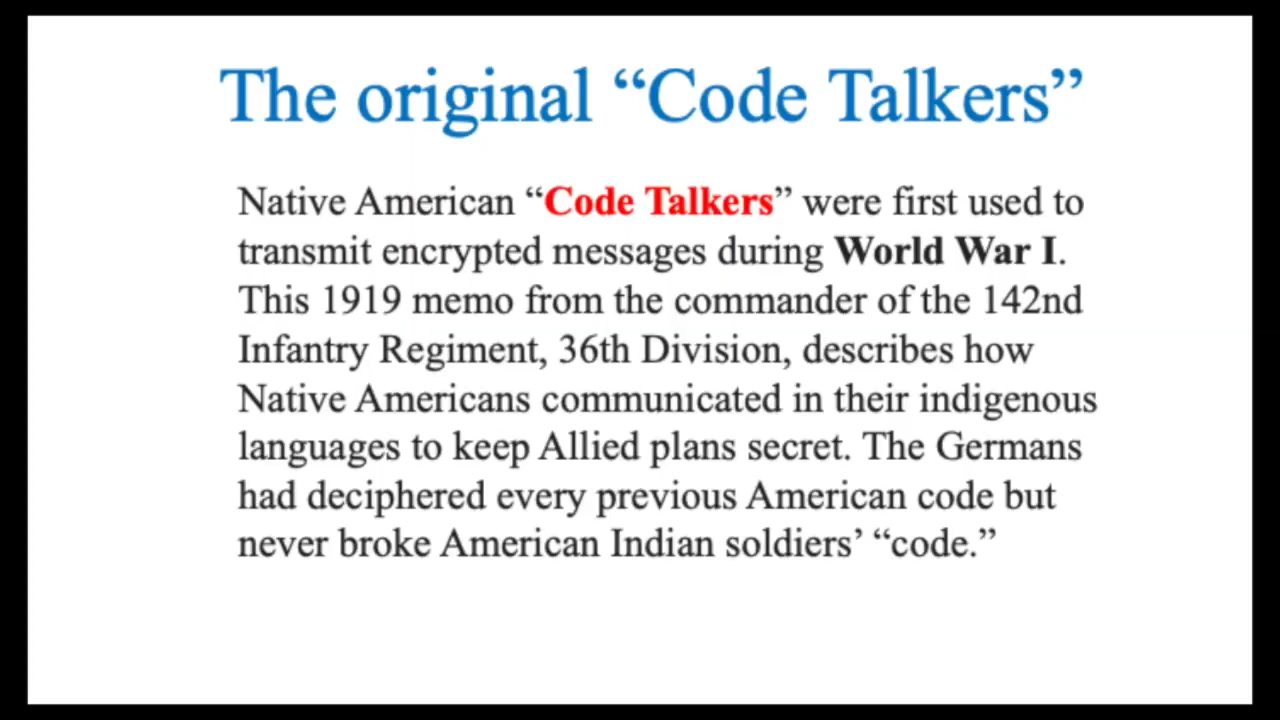 The original “Code Talkers”
Native American “Code Talkers” were first used to
transmit encrypted messages during World War I.
This 1919 memo from the commander of the 142nd
Infantry Regiment, 36th Division, describes how
Native Americans communicated in their indigenous
languages to keep Allied plans secret. The Germans
had deciphered every previous American code but
never broke American Indian soldiers’ “code.”